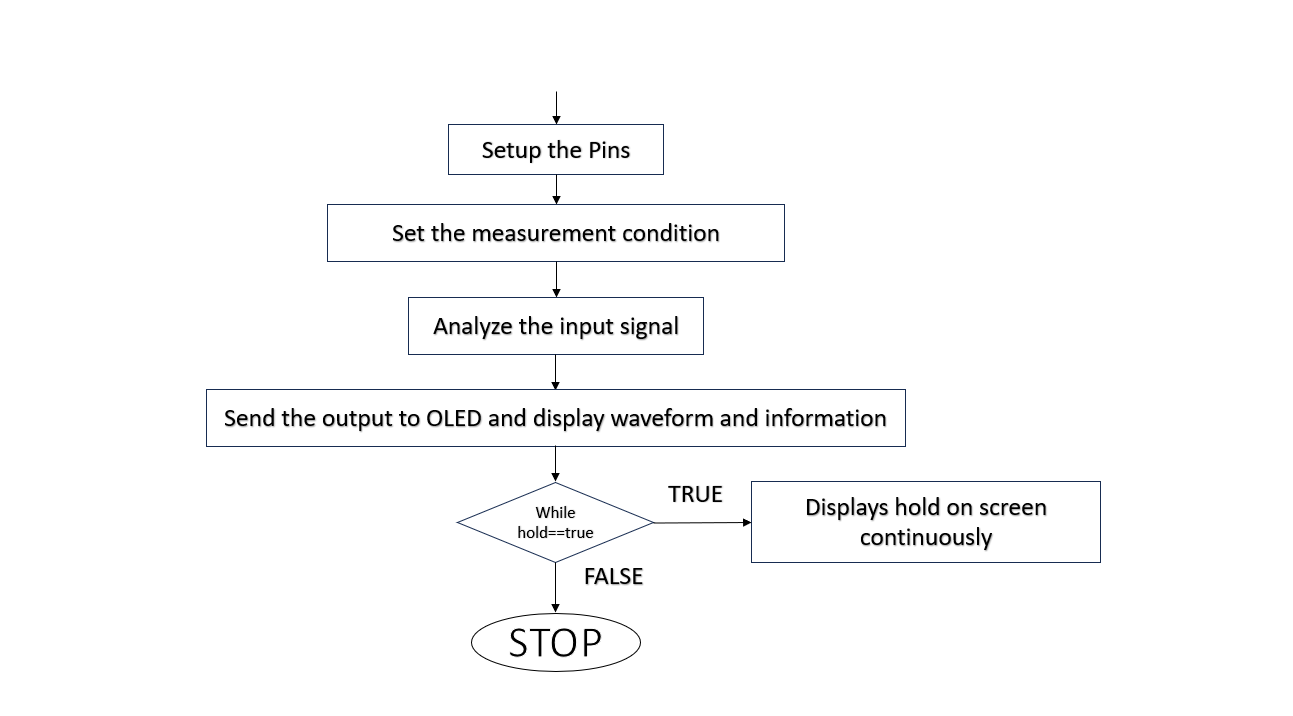 Setup the Pins
Set the measurement condition
Analyze the input signal
Send the output to OLED and display waveform and information
While
hold==true
TRUE
Displays hold on screen
continuously
FALSE
STOP